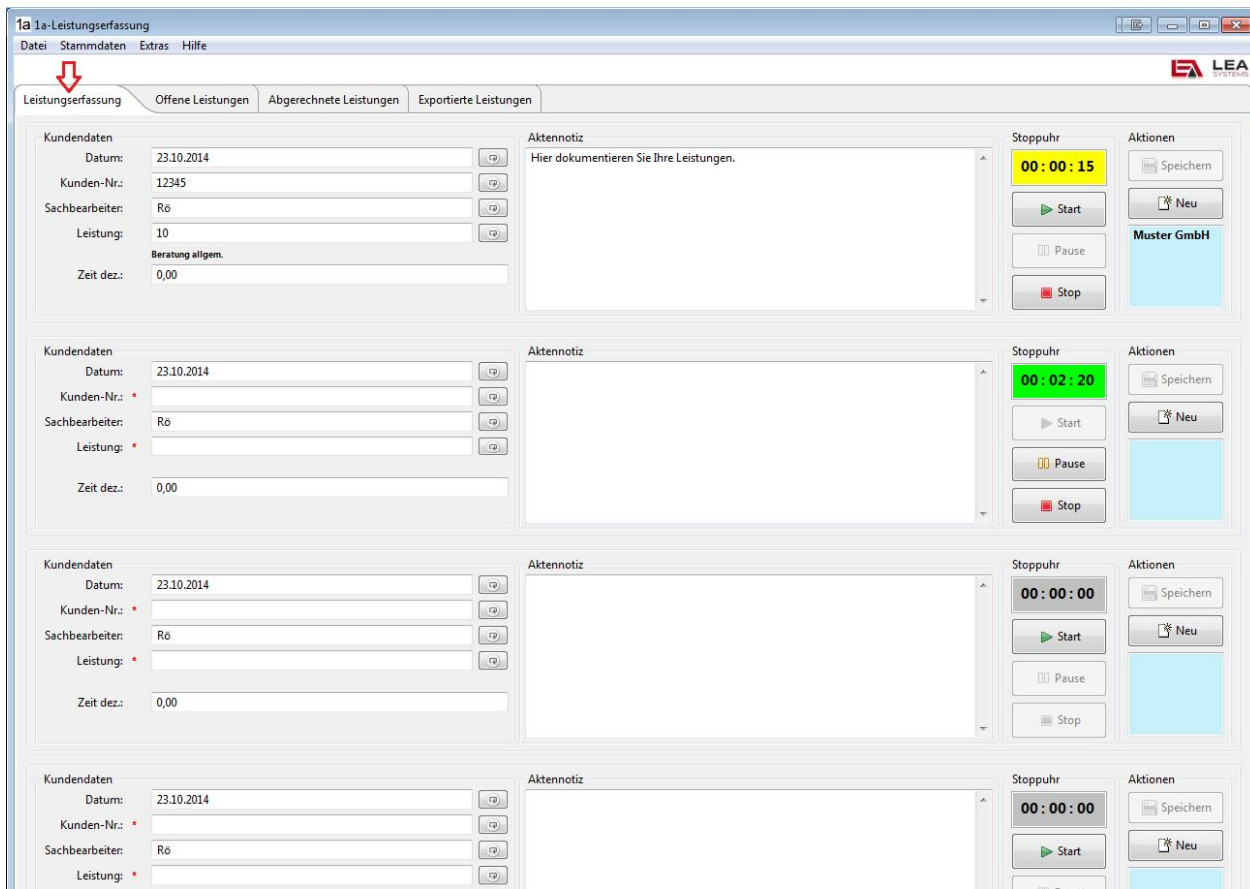 1a 1a-Leistungserfassung
Datei Stammdaten Extras Hilfe
LEA
SYSTEMS
Leistungserfassung Offene Leistungen Abgerechnete Leistungen Exportierte Leistungen
Kundendaten Aktennotiz Stoppuhr Aktionen
Datum: 23.10.2014 Hier dokumentieren Sie Ihre Leistungen. 00 : 00 : 15 Speichern
Kunden-Nr.: 12345
Sachbearbeiter: Rö Start Neu
Leistung: 10 Muster GmbH
Beratung allgem. Pause
Zeit dez.: 0,00
Stop
Kundendaten Aktennotiz Stoppuhr Aktionen
Datum: 23.10.2014 00 : 02 : 20 Speichern
Kunden-Nr.: *
Sachbearbeiter: Rö Start Neu
Leistung: *
Pause
Zeit dez.: 0,00
Stop
Kundendaten Aktennotiz Stoppuhr Aktionen
Datum: 23.10.2014 00 : 00 : 00 Speichern
Kunden-Nr.: *
Sachbearbeiter: Rö Start Neu
Leistung: *
Pause
Zeit dez.: 0,00
Stop
Kundendaten Aktennotiz Stoppuhr Aktionen
Datum: 23.10.2014 00 : 00 : 00 Speichern
Kunden-Nr.: *
Sachbearbeiter: Rö Start Neu
Leistung: *